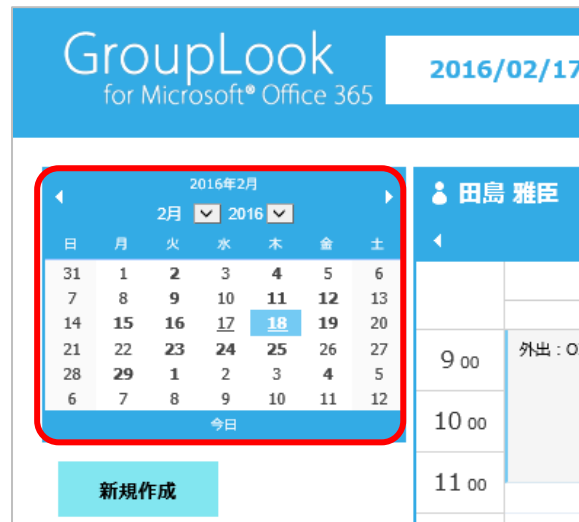 GroupLook
for Microsoft® Office 365
2016/02/17
2016年2月
2月 2016
日 月 火 水 木 金 土
31 1 2 3 4 5 6
7 8 9 10 11 12 13
14 15 16 17 18 19 20
21 22 23 24 25 26 27
28 29 1 2 3 4 5
6 7 8 9 10 11 12
今日
新規作成
田島 雅臣
9 00
外出 : 0
10 00
11 00